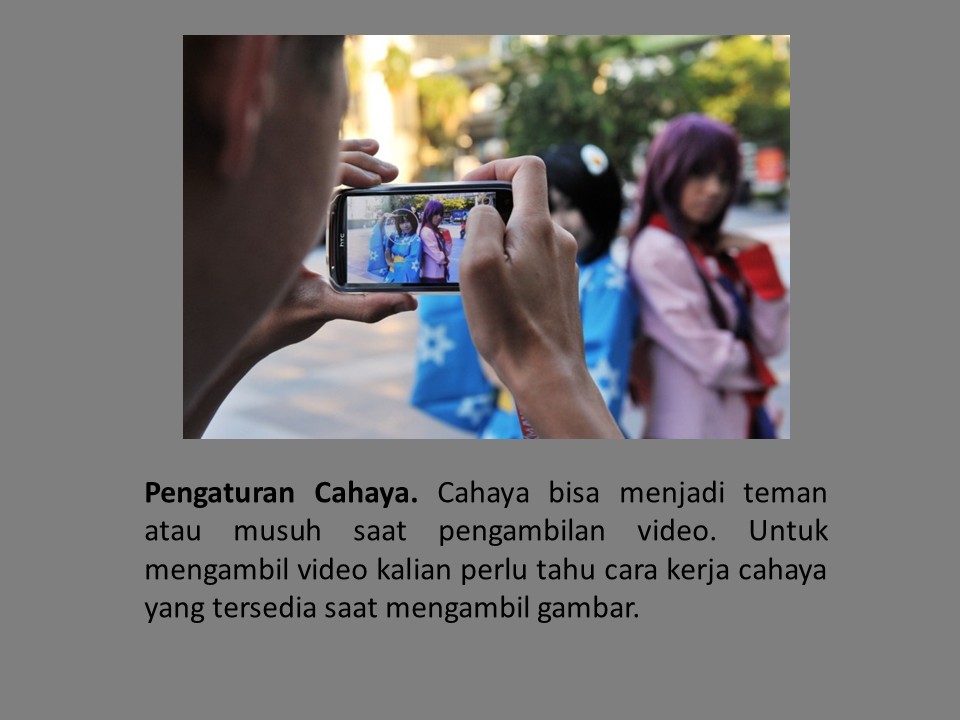 hTC
Pengaturan Cahaya. Cahaya bisa menjadi teman
atau musuh saat pengambilan video. Untuk
mengambil video kalian perlu tahu cara kerja cahaya
yang tersedia saat mengambil gambar.